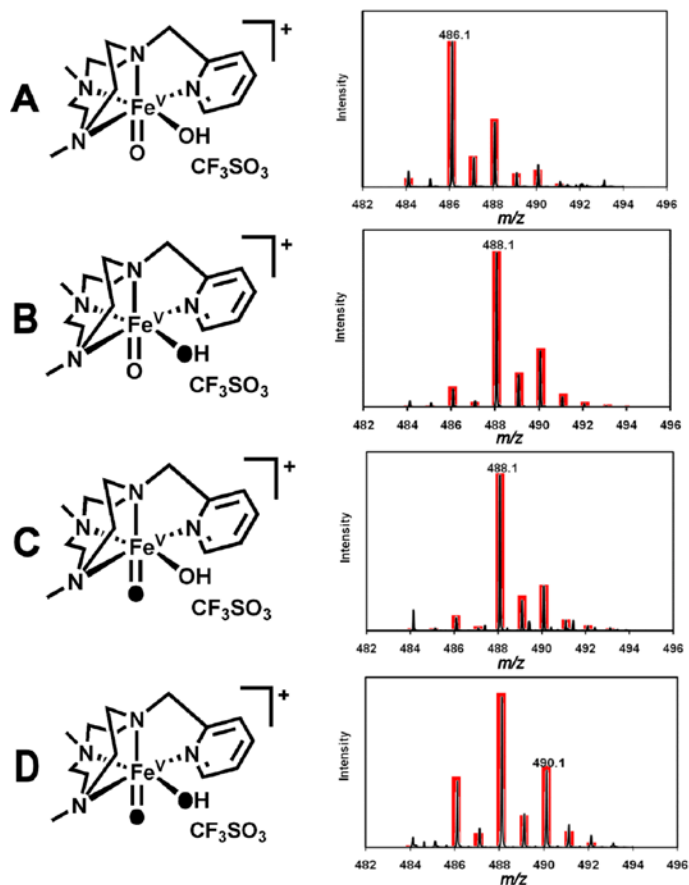 A
N N N N
Fe^V
O OH
CF3SO3
+
486.1
Intensity
482 484 486 488 490 492 494 496
m/z
B
N N N N
Fe^V
O H
CF3SO3
+
488.1
Intensity
482 484 486 488 490 492 494 496
m/z
C
N N N N
Fe^V
OH
CF3SO3
+
488.1
Intensity
482 484 486 488 490 492 494 496
m/z
D
N N N N
Fe^V
H
CF3SO3
+
490.1
Intensity
482 484 486 488 490 492 494 496
m/z